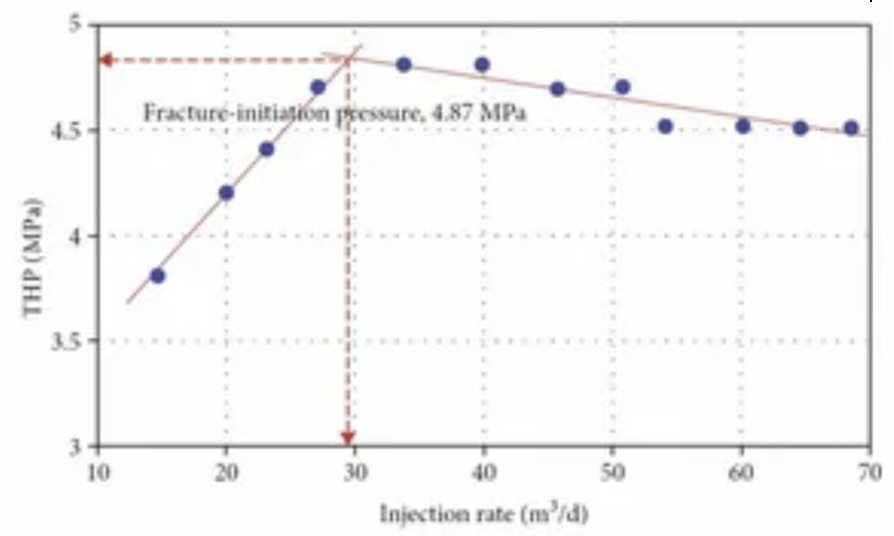 5
4.5
4
3.5
3
THP (MPa)
Fracture-initiation pressure, 4.87 MPa
10 20 30 40 50 60 70
Injection rate (m³/d)